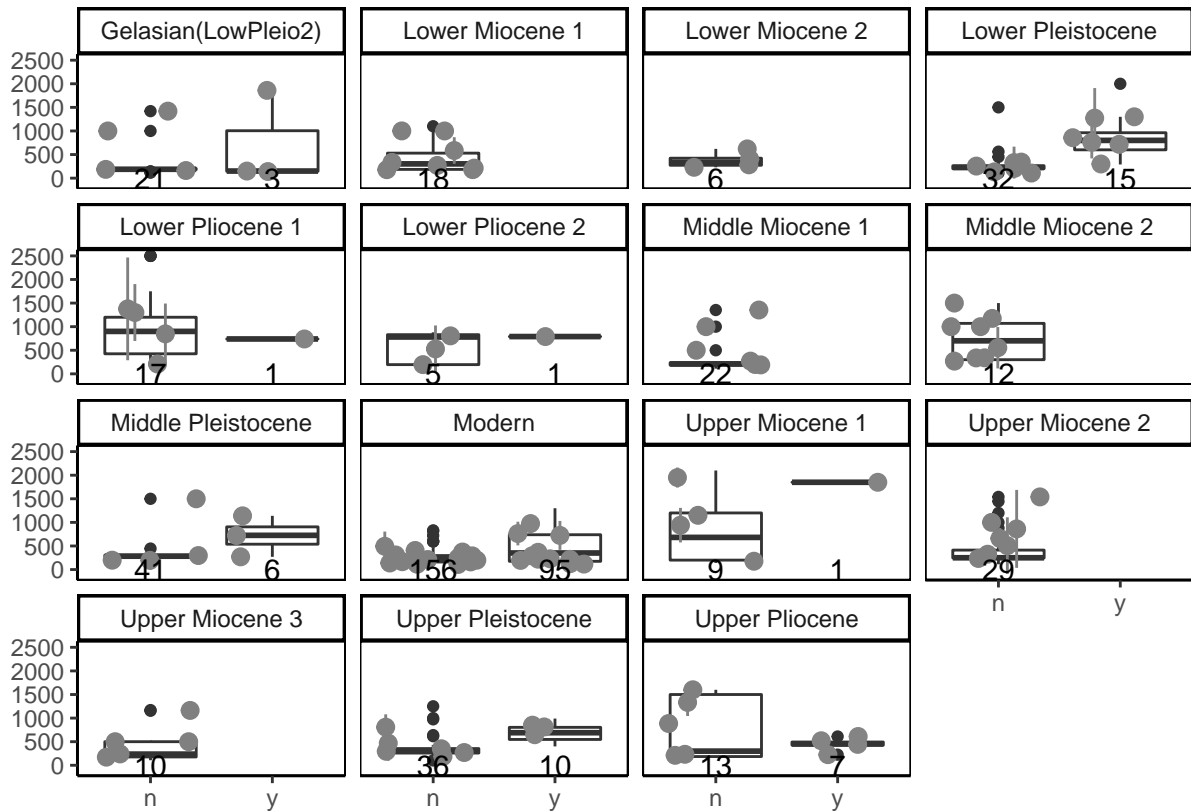 Gelasian(LowPleio2) Lower Miocene 1 Lower Miocene 2 Lower Pleistocene
2500
2000
1500
1000
500
0
21 3 18 6 32 15
Lower Pliocene 1 Lower Pliocene 2 Middle Miocene 1 Middle Miocene 2
2500
2000
1500
1000
500
0
17 1 5 1 22 12
Middle Pleistocene Modern Upper Miocene 1 Upper Miocene 2
2500
2000
1500
1000
500
0
41 6 156 95 9 1 29
n y
Upper Miocene 3 Upper Pleistocene Upper Pliocene
2500
2000
1500
1000
500
0
10 36 10 13 7
n y n y n y